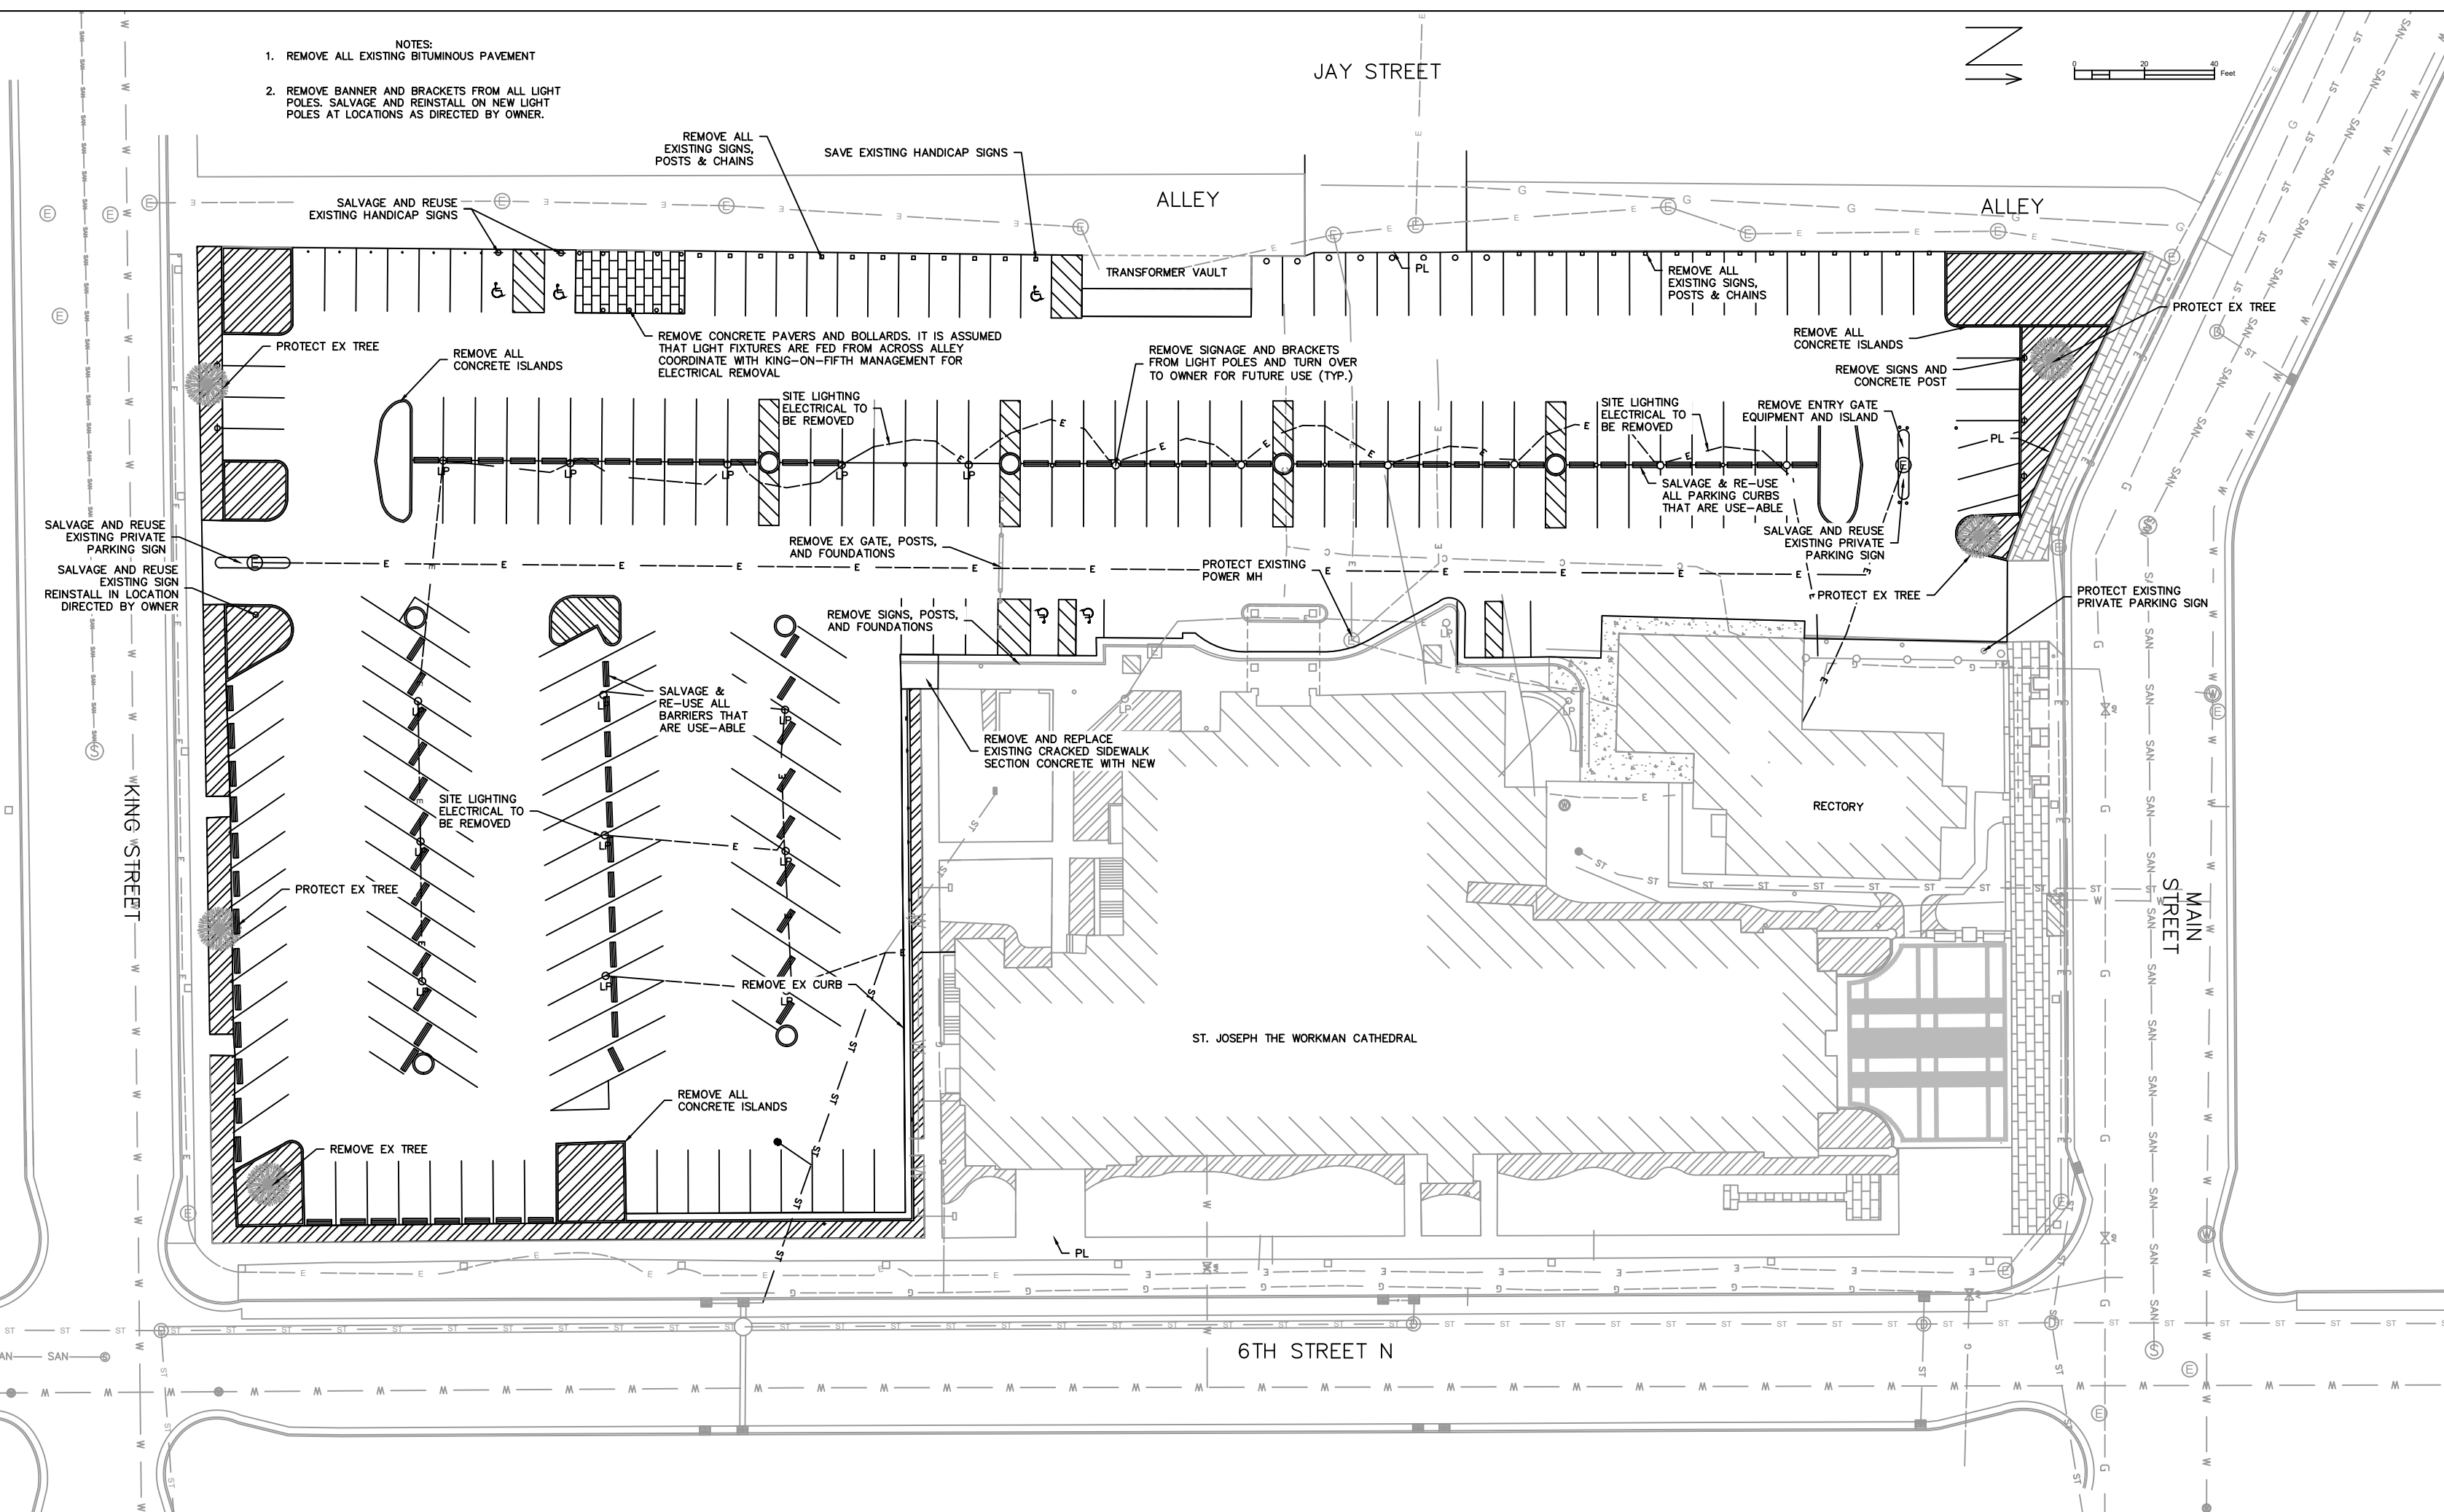 NOTES:
1. REMOVE ALL EXISTING BITUMINOUS PAVEMENT
2. REMOVE BANNER AND BRACKETS FROM ALL LIGHT
POLES. SALVAGE AND REINSTALL ON NEW LIGHT
POLES AT LOCATIONS AS DIRECTED BY OWNER.
JAY STREET
0 20 40
Feet
REMOVE ALL
EXISTING SIGNS,
POSTS & CHAINS
SAVE EXISTING HANDICAP SIGNS
ALLEY
ALLEY
SALVAGE AND REUSE
EXISTING HANDICAP SIGNS
TRANSFORMER VAULT
PL
REMOVE ALL
EXISTING SIGNS,
POSTS & CHAINS
PROTECT EX TREE
PROTECT EX TREE
REMOVE ALL
CONCRETE ISLANDS
REMOVE CONCRETE PAVERS AND BOLLARDS. IT IS ASSUMED
THAT LIGHT FIXTURES ARE FED FROM ACROSS ALLEY
COORDINATE WITH KING-ON-FIFTH MANAGEMENT FOR
ELECTRICAL REMOVAL
REMOVE SIGNAGE AND BRACKETS
FROM LIGHT POLES AND TURN OVER
TO OWNER FOR FUTURE USE (TYP.)
REMOVE ALL
CONCRETE ISLANDS
REMOVE SIGNS AND
CONCRETE POST
SITE LIGHTING
ELECTRICAL TO
BE REMOVED
SITE LIGHTING
ELECTRICAL TO
BE REMOVED
REMOVE ENTRY GATE
EQUIPMENT AND ISLAND
PL
LP
LP
LP
LP
LP
SALVAGE & RE-USE
ALL PARKING CURBS
THAT ARE USE-ABLE
SALVAGE AND REUSE
EXISTING PRIVATE
PARKING SIGN
SALVAGE AND REUSE
EXISTING PRIVATE
PARKING SIGN
SALVAGE AND REUSE
EXISTING SIGN
REINSTALL IN LOCATION
DIRECTED BY OWNER
REMOVE EX GATE, POSTS,
AND FOUNDATIONS
PROTECT EXISTING
POWER MH
PROTECT EX TREE
PROTECT EXISTING
PRIVATE PARKING SIGN
REMOVE SIGNS, POSTS,
AND FOUNDATIONS
SALVAGE &
RE-USE ALL
BARRIERS THAT
ARE USE-ABLE
REMOVE AND REPLACE
EXISTING CRACKED SIDEWALK
SECTION CONCRETE WITH NEW
SITE LIGHTING
ELECTRICAL TO
BE REMOVED
RECTORY
KING STREET
PROTECT EX TREE
MAIN
STREET
REMOVE EX CURB
ST. JOSEPH THE WORKMAN CATHEDRAL
REMOVE ALL
CONCRETE ISLANDS
REMOVE EX TREE
PL
6TH STREET N